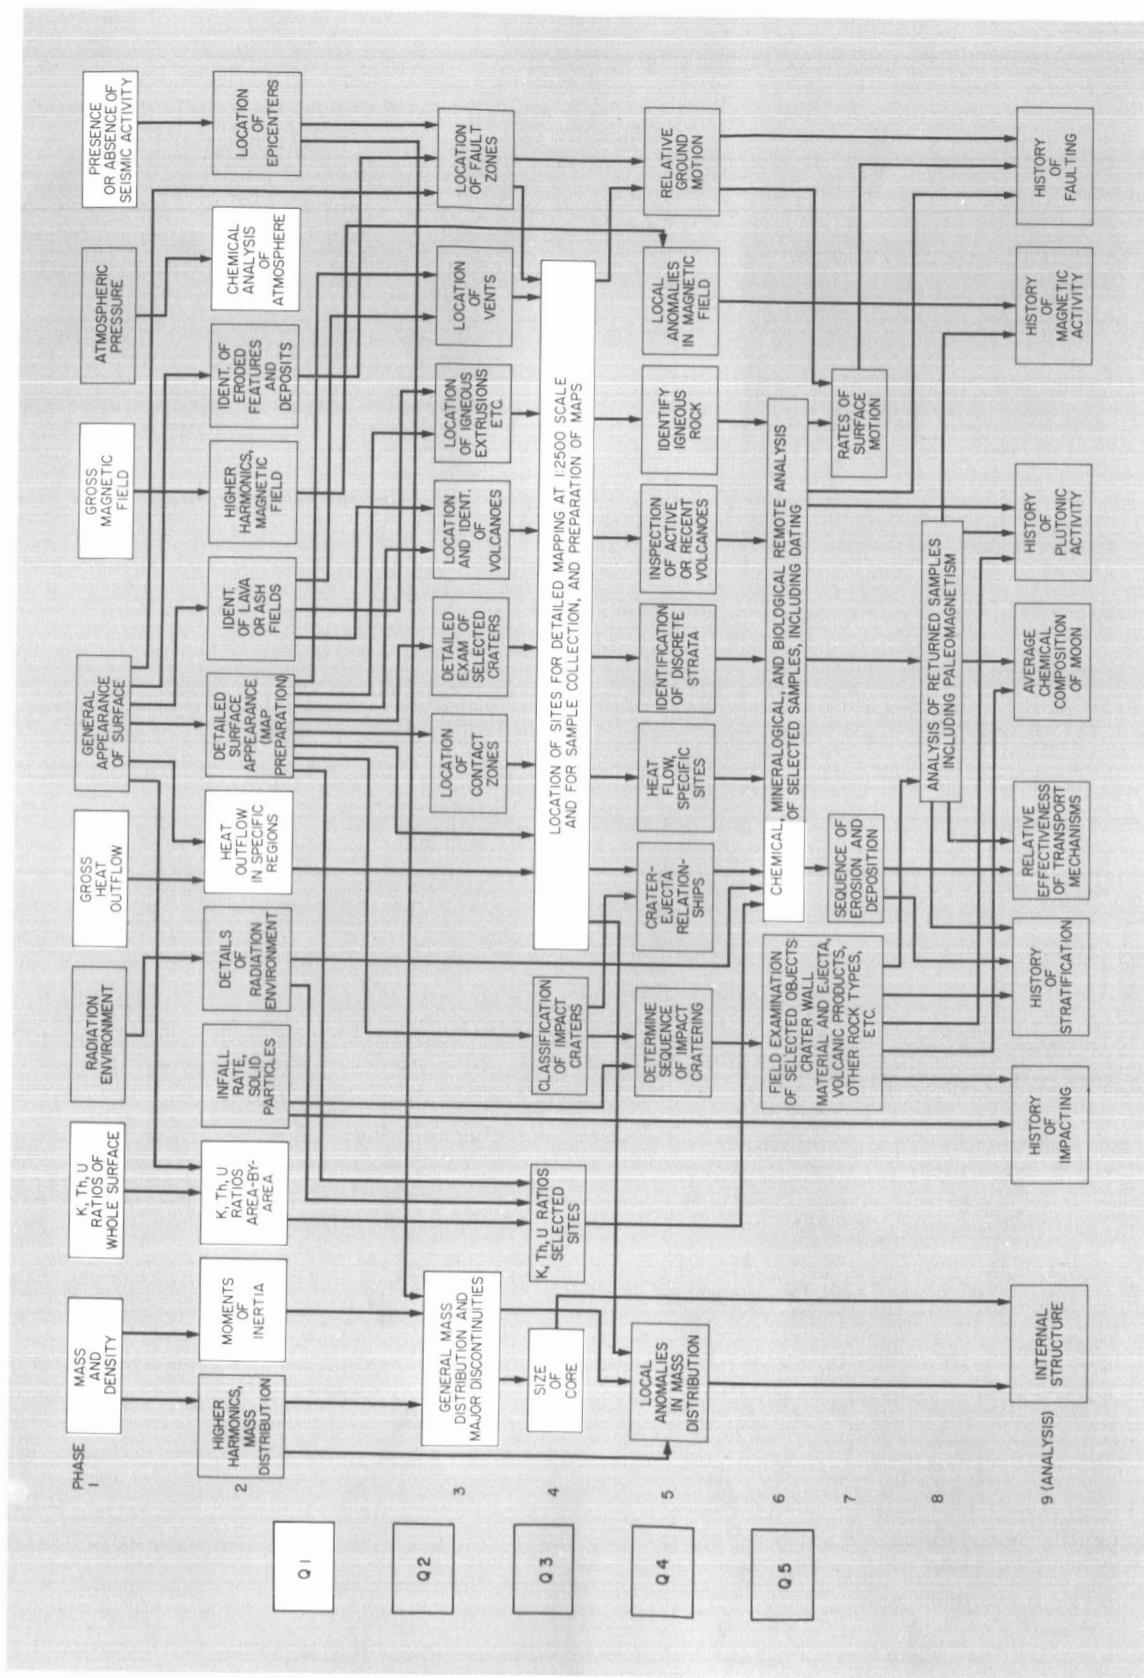 PHASE
1
MASS
AND
DENSITY
K, Th, U
RATIOS OF
WHOLE SURFACE
RADIATION
ENVIRONMENT
GROSS
HEAT
OUTFLOW
GENERAL
APPEARANCE
OF SURFACE
GROSS
MAGNETIC
FIELD
ATMOSPHERIC
PRESSURE
PRESENCE
OR ABSENCE OF
SEISMIC ACTIVITY
2
HIGHER
HARMONICS,
MASS
DISTRIBUTION
MOMENTS
OF
INERTIA
K, Th, U
RATIOS
AREA-BY-
AREA
INFALL
RATE,
SOLID
PARTICLES
DETAILS
OF
RADIATION
ENVIRONMENT
HEAT
OUTFLOW
IN SPECIFIC
REGIONS
DETAILED
SURFACE
APPEARANCE
(MAP
PREPARATION)
IDENT.
OF LAVA
OR ASH
FIELDS
HIGHER
HARMONICS,
MAGNETIC
FIELD
IDENT. OF
ERODED
FEATURES
AND
DEPOSITS
CHEMICAL
ANALYSIS
OF
ATMOSPHERE
LOCATION
OF
EPICENTERS
3
GENERAL MASS
DISTRIBUTION AND
MAJOR DISCONTINUITIES
LOCATION
OF
CONTACT
ZONES
DETAILED
EXAM OF
SELECTED
CRATERS
LOCATION
AND IDENT.
OF
VOLCANOES
LOCATION
OF IGNEOUS
EXTRUSIONS
ETC.
LOCATION
OF
VENTS
LOCATION
OF FAULT
ZONES
4
SIZE
OF
CORE
K, Th, U RATIOS
SELECTED
SITES
CLASSIFICATION
OF IMPACT
CRATERS
LOCATION OF SITES FOR DETAILED MAPPING AT 1:2500 SCALE
AND FOR SAMPLE COLLECTION, AND PREPARATION OF MAPS
5
LOCAL
ANOMALIES
IN MASS
DISTRIBUTION
DETERMINE
SEQUENCE
OF IMPACT
CRATERING
CRATER-
EJECTA
RELATION-
SHIPS
HEAT
FLOW,
SPECIFIC
SITES
IDENTIFICATION
OF DISCRETE
STRATA
INSPECTION
OF ACTIVE
OR RECENT
VOLCANOES
IDENTIFY
IGNEOUS
ROCK
LOCAL
ANOMALIES
IN MAGNETIC
FIELD
RELATIVE
GROUND
MOTION
6
FIELD EXAMINATION
OF SELECTED OBJECTS:
CRATER WALL
MATERIAL AND EJECTA,
VOLCANIC PRODUCTS,
OTHER ROCK TYPES,
ETC.
CHEMICAL, MINERALOGICAL, AND BIOLOGICAL REMOTE ANALYSIS
OF SELECTED SAMPLES, INCLUDING DATING
7
SEQUENCE OF
EROSION AND
DEPOSITION
RATES OF
SURFACE
MOTION
8
ANALYSIS OF RETURNED SAMPLES
INCLUDING PALEOMAGNETISM
9 (ANALYSIS)
INTERNAL
STRUCTURE
HISTORY
OF
IMPACTING
HISTORY
OF
STRATIFICATION
RELATIVE
EFFECTIVENESS
OF TRANSPORT
MECHANISMS
AVERAGE
CHEMICAL
COMPOSITION
OF MOON
HISTORY
OF
PLUTONIC
ACTIVITY
HISTORY
OF
MAGNETIC
ACTIVITY
HISTORY
OF
FAULTING
Q1
Q2
Q3
Q4
Q5